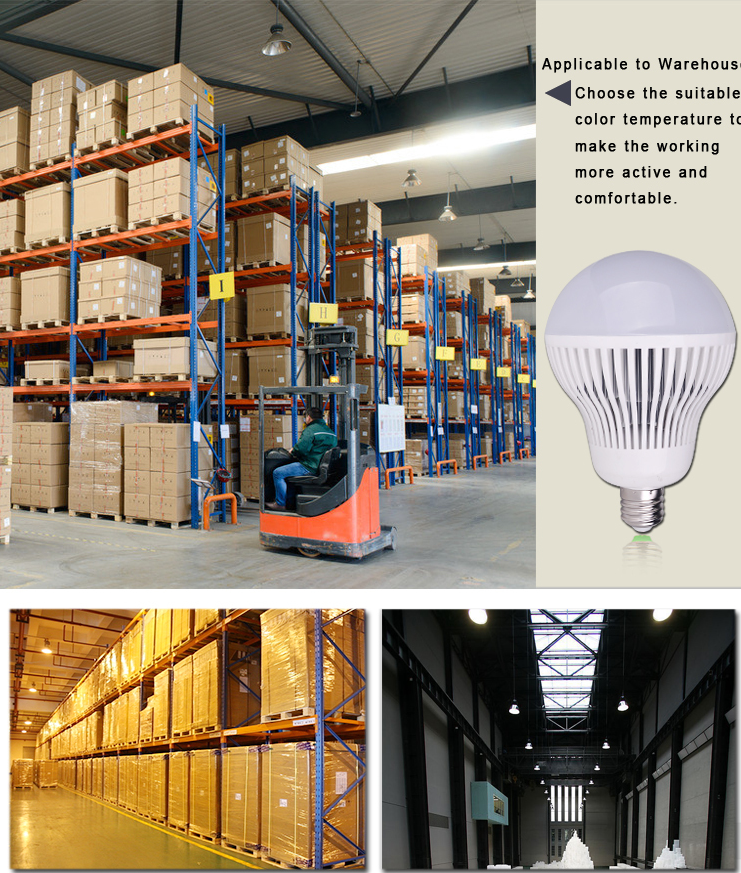 Applicable to Warehouse
Choose the suitable
color temperature to
make the working
more active and
comfortable.
I
H
G
F